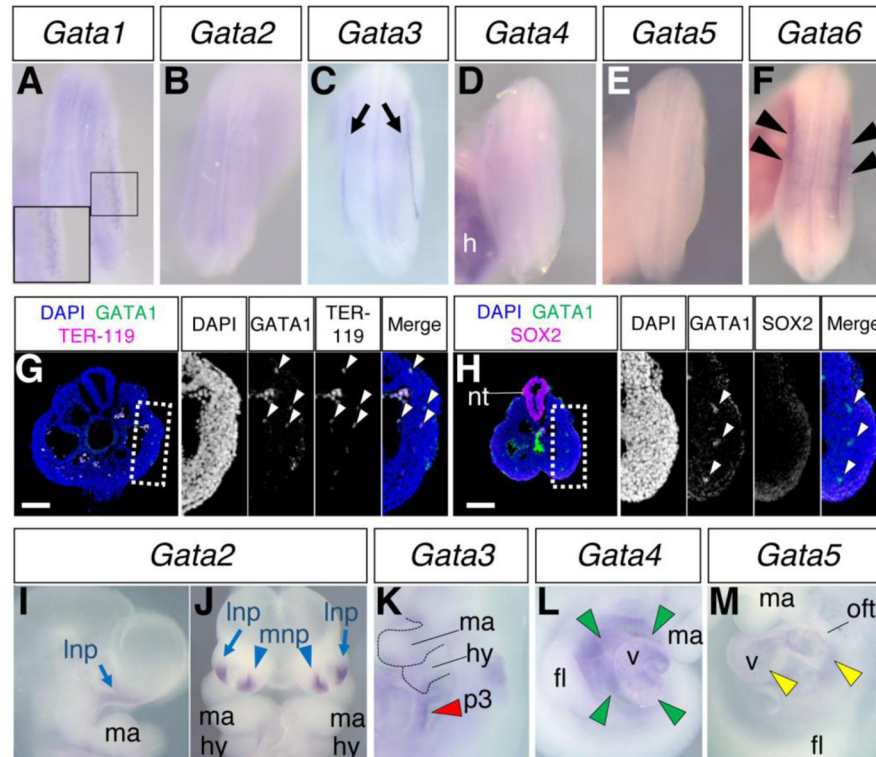 Gata1 Gata2 Gata3 Gata4 Gata5 Gata6
A B C D E F
h
DAPI GATA1
TER-119
DAPI GATA1 TER-
119 Merge
DAPI GATA1
SOX2
DAPI GATA1 SOX2 Merge
G H
nt
Gata2 Gata3 Gata4 Gata5
I J K L M
lnp
ma
lnp mnp lnp
ma
hy
ma
hy
ma
hy
p3
ma
v
fl
ma
oft
v
fl